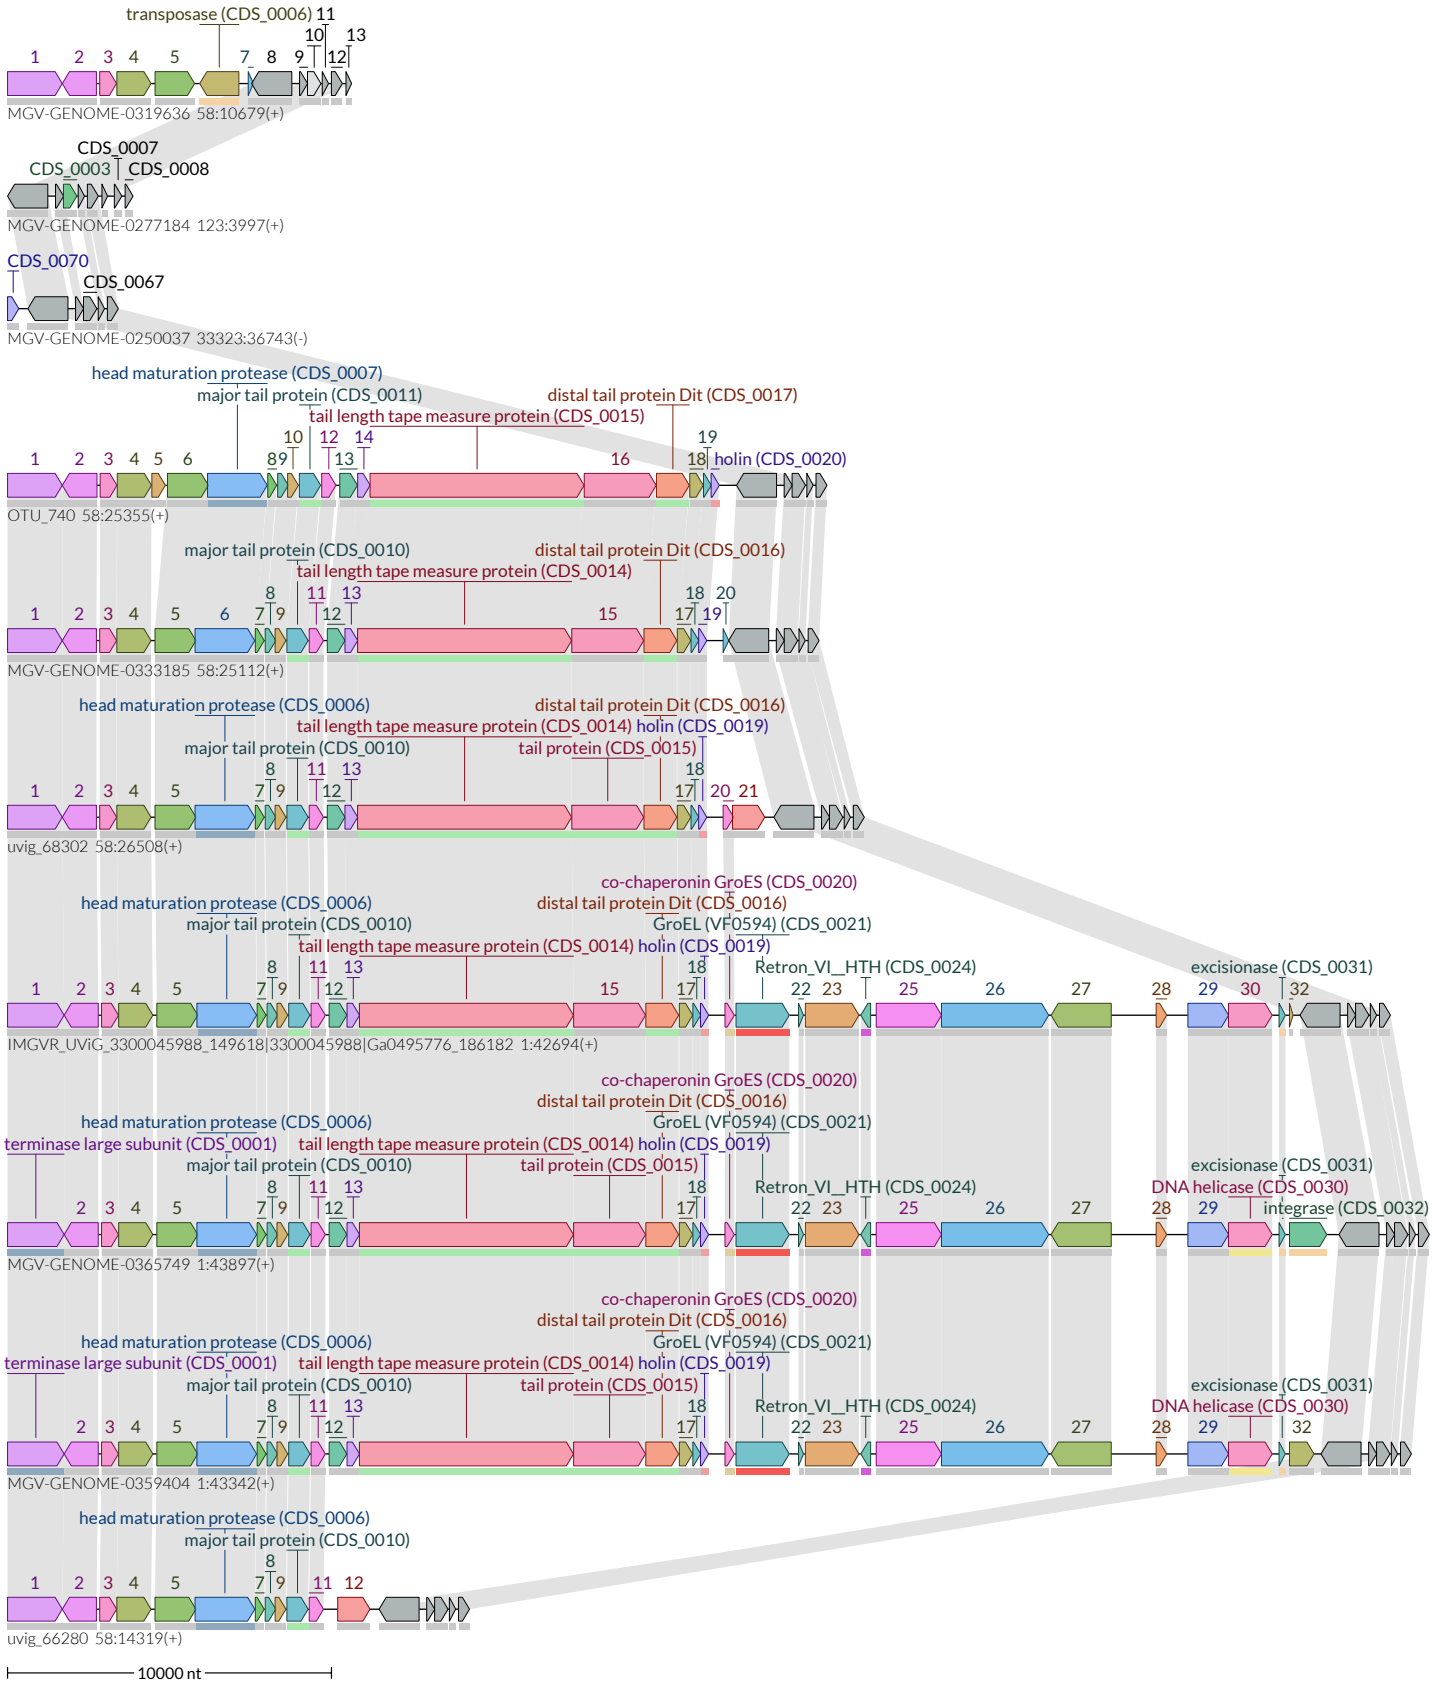 transposase (CDS_0006) 11
10 13
1 2 3 4 5 7 8 9 12
MGV-GENOME-0319636 58:10679(+)
CDS_0007
CDS_0003 CDS_0008
MGV-GENOME-0277184 123:3997(+)
CDS_0070
CDS_0067
MGV-GENOME-0250037 33323:36743(-)
head maturation protease (CDS_0007)
major tail protein (CDS_0011) distal tail protein Dit (CDS_0017)
tail length tape measure protein (CDS_0015)
10 12 14 19
1 2 3 4 5 6 8 9 13 16 18 holin (CDS_0020)
OTU_740 58:25355(+)
major tail protein (CDS_0010) distal tail protein Dit (CDS_0016)
tail length tape measure protein (CDS_0014)
8 11 13 18 20
1 2 3 4 5 6 7 9 12 15 17 19
MGV-GENOME-0333185 58:25112(+)
head maturation protease (CDS_0006) distal tail protein Dit (CDS_0016)
tail length tape measure protein (CDS_0014) holin (CDS_0019)
major tail protein (CDS_0010) tail protein (CDS_0015)
8 11 13 18
1 2 3 4 5 7 9 12 17 20 21
uvig_68302 58:26508(+)
co-chaperonin GroES (CDS_0020)
head maturation protease (CDS_0006) distal tail protein Dit (CDS_0016)
major tail protein (CDS_0010) GroEL (VF0594) (CDS_0021)
tail length tape measure protein (CDS_0014) holin (CDS_0019)
8 11 13 18 Retron_VI__HTH (CDS_0024) excisionase (CDS_0031)
1 2 3 4 5 7 9 12 15 17 22 23 25 26 27 28 29 30 32
IMGVR_UViG_3300045988_149618|3300045988|Ga0495776_186182 1:42694(+)
co-chaperonin GroES (CDS_0020)
distal tail protein Dit (CDS_0016)
head maturation protease (CDS_0006) GroEL (VF0594) (CDS_0021)
terminase large subunit (CDS_0001) tail length tape measure protein (CDS_0014) holin (CDS_0019)
major tail protein (CDS_0010) tail protein (CDS_0015) excisionase (CDS_0031)
8 11 13 18 Retron_VI__HTH (CDS_0024) DNA helicase (CDS_0030)
2 3 4 5 7 9 12 17 22 23 25 26 27 28 29 integrase (CDS_0032)
MGV-GENOME-0365749 1:43897(+)
co-chaperonin GroES (CDS_0020)
distal tail protein Dit (CDS_0016)
head maturation protease (CDS_0006) GroEL (VF0594) (CDS_0021)
terminase large subunit (CDS_0001) tail length tape measure protein (CDS_0014) holin (CDS_0019)
major tail protein (CDS_0010) tail protein (CDS_0015) excisionase (CDS_0031)
8 11 13 18 Retron_VI__HTH (CDS_0024) DNA helicase (CDS_0030)
2 3 4 5 7 9 12 17 22 23 25 26 27 28 29 32
MGV-GENOME-0359404 1:43342(+)
head maturation protease (CDS_0006)
major tail protein (CDS_0010)
8
1 2 3 4 5 7 9 11 12
uvig_66280 58:14319(+)
10000 nt